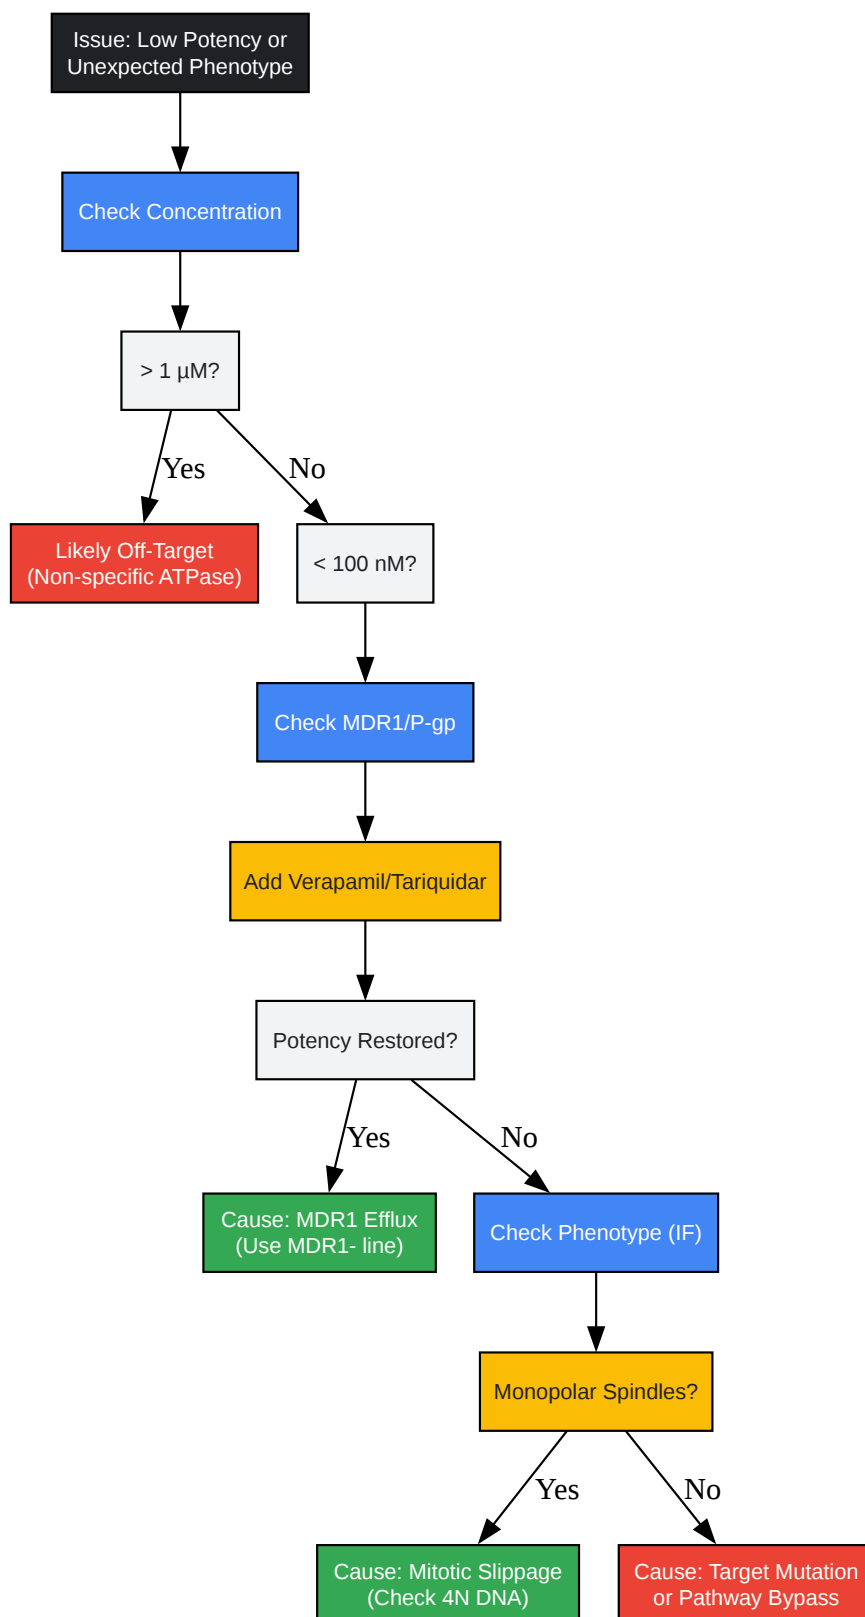 Issue: Low Potency or
Unexpected Phenotype
Check Concentration
> 1 µM?
Yes
No
Likely Off-Target
(Non-specific ATPase)
< 100 nM?
Check MDR1/P-gp
Add Verapamil/Tariquidar
Potency Restored?
Yes
No
Cause: MDR1 Efflux
(Use MDR1- line)
Check Phenotype (IF)
Monopolar Spindles?
Yes
No
Cause: Mitotic Slippage
(Check 4N DNA)
Cause: Target Mutation
or Pathway Bypass